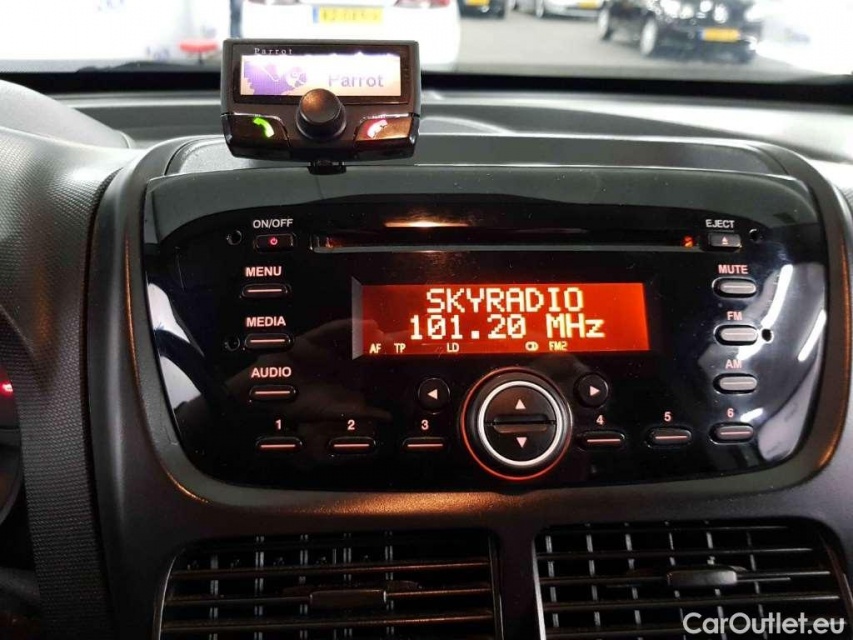 Parrot
Parrot
ON/OFF
EJECT
MENU
MUTE
SKYRADIO
101.20 MHz
AF TP LD FM2
MEDIA
FM
AUDIO
AM
1
2
3
4
5
6
CarOutlet.eu